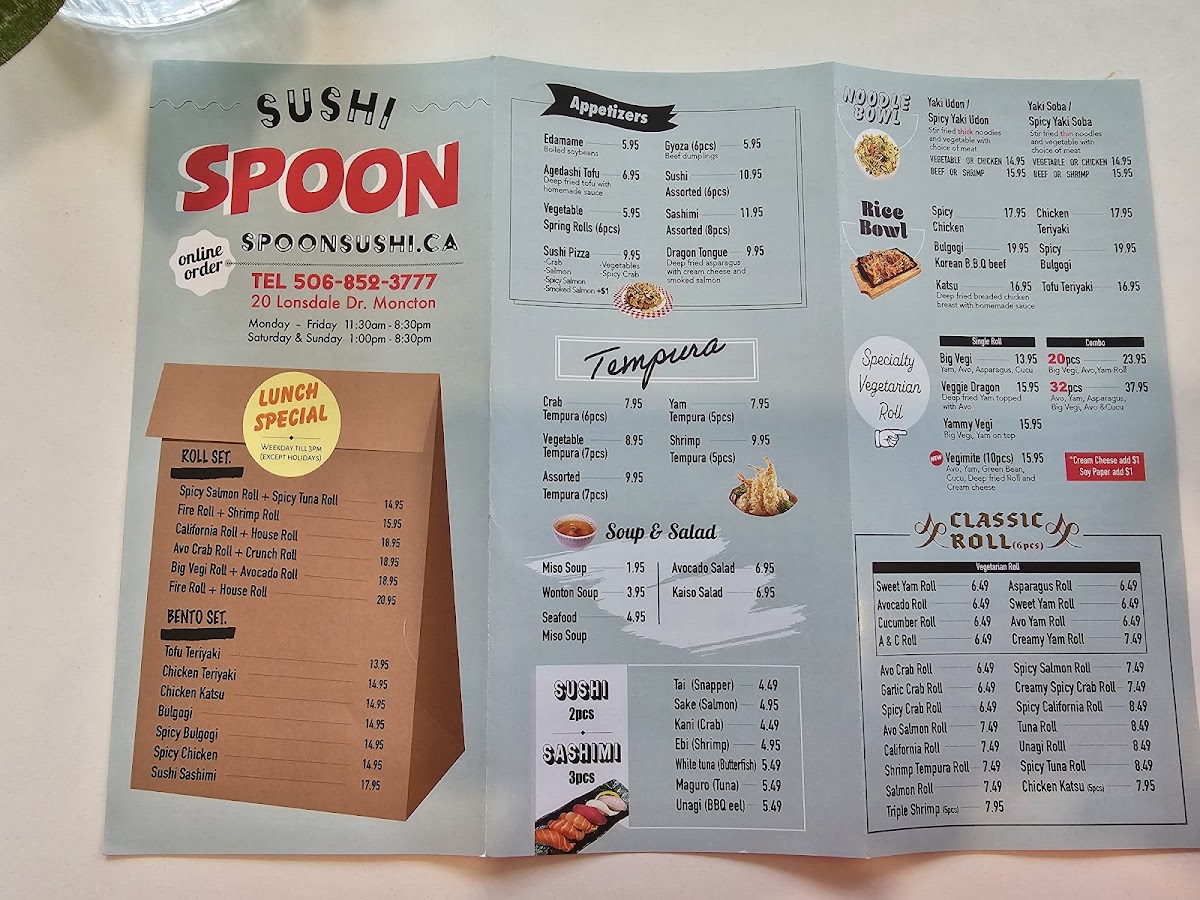 SUSHI
SPOON
online
order
SPOONSUSHI.CA
TEL 506-852-3777
20 Lonsdale Dr. Moncton
Monday - Friday 11:30am - 8:30pm
Saturday & Sunday 1:00pm - 8:30pm
LUNCH
SPECIAL
WEEKDAY TILL 3PM
(EXCEPT HOLIDAYS)
ROLL SET.
Spicy Salmon Roll + Spicy Tuna Roll 14.95
Fire Roll + Shrimp Roll 15.95
California Roll + House Roll 18.95
Avo Crab Roll + Crunch Roll 18.95
Big Vegi Roll + Avocado Roll 18.95
Fire Roll + House Roll 20.95
BENTO SET.
Tofu Teriyaki 13.95
Chicken Teriyaki 14.95
Chicken Katsu 14.95
Bulgogi 14.95
Spicy Bulgogi 14.95
Spicy Chicken 14.95
Sushi Sashimi 17.95
Appetizers
Edamame 5.95
Boiled soybeans
Agedashi Tofu 6.95
Deep fried tofu with
homemade sauce
Vegetable 5.95
Spring Rolls (6pcs)
Sushi Pizza 9.95
-Crab -Vegetables
-Salmon -Spicy Crab
-Spicy Salmon
-Smoked Salmon +$1
Gyoza (6pcs) 5.95
Beef dumplings
Sushi 10.95
Assorted (6pcs)
Sashimi 11.95
Assorted (8pcs)
Dragon Tongue 9.95
Deep fried asparagus
with cream cheese and
smoked salmon
Tempura
Crab 7.95
Tempura (6pcs)
Vegetable 8.95
Tempura (7pcs)
Assorted 9.95
Tempura (7pcs)
Yam 7.95
Tempura (5pcs)
Shrimp 9.95
Tempura (5pcs)
Soup & Salad
Miso Soup 1.95
Wonton Soup 3.95
Seafood 4.95
Miso Soup
Avocado Salad 6.95
Kaiso Salad 6.95
SUSHI
2pcs
SASHIMI
3pcs
Tai (Snapper) 4.49
Sake (Salmon) 4.95
Kani (Crab) 4.49
Ebi (Shrimp) 4.95
White tuna (Butterfish) 5.49
Maguro (Tuna) 5.49
Unagi (BBQ eel) 5.49
NOODLE
BOWL
Yaki Udon /
Spicy Yaki Udon
Stir fried thick noodles
and vegetable with
choice of meat
VEGETABLE OR CHICKEN 14.95
BEEF OR SHRIMP 15.95
Yaki Soba /
Spicy Yaki Soba
Stir fried thin noodles
and vegetable with
choice of meat
VEGETABLE OR CHICKEN 14.95
BEEF OR SHRIMP 15.95
Rice
Bowl
Spicy 17.95
Chicken
Bulgogi 19.95
Korean B.B.Q beef
Katsu 16.95
Deep fried breaded chicken
breast with homemade sauce
Chicken 17.95
Teriyaki
Spicy 19.95
Bulgogi
Tofu Teriyaki 16.95
Specialty
Vegetarian
Roll
Single Roll
Big Vegi 13.95
Yam, Avo, Asparagus, Cucu
Veggie Dragon 15.95
Deep fried Yam topped
with Avo
Yammy Vegi 15.95
Big Vegi, Yam on top
NEW
Vegimite (10pcs) 15.95
Avo, Yam, Green Bean,
Cucu, Deep fried Roll and
Cream cheese
Combo
20pcs 23.95
Big Vegi, Avo,Yam Roll
32pcs 37.95
Avo, Yam, Asparagus,
Big Vegi, Avo &Cucu
*Cream Cheese add $1
Soy Paper add $1
CLASSIC
ROLL (6pcs)
Vegetarian Roll
Sweet Yam Roll 6.49
Avocado Roll 6.49
Cucumber Roll 6.49
A & C Roll 6.49
Asparagus Roll 6.49
Sweet Yam Roll 6.49
Avo Yam Roll 6.49
Creamy Yam Roll 7.49
Avo Crab Roll 6.49
Garlic Crab Roll 6.49
Spicy Crab Roll 6.49
Avo Salmon Roll 7.49
California Roll 7.49
Shrimp Tempura Roll 7.49
Salmon Roll 7.49
Triple Shrimp (5pcs) 7.95
Spicy Salmon Roll 7.49
Creamy Spicy Crab Roll 7.49
Spicy California Roll 8.49
Tuna Roll 8.49
Unagi Rolll 8.49
Spicy Tuna Roll 8.49
Chicken Katsu (5pcs) 7.95